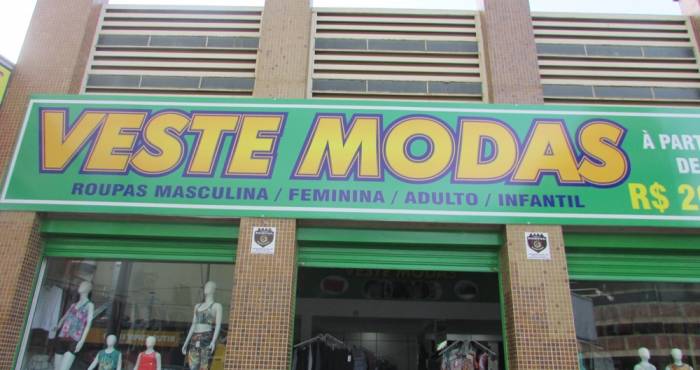 VESTE MODAS
ROUPAS MASCULINA / FEMININA / ADULTO / INFANTIL
À PART
DE
R$ 2
VESTE MODAS